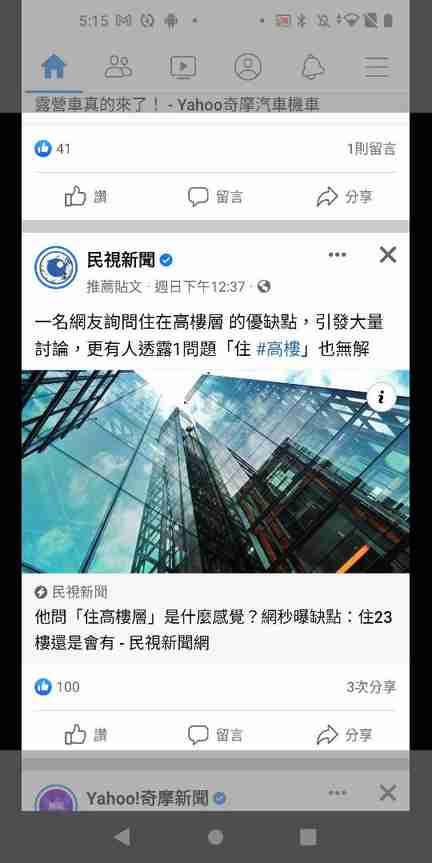 5:15
露營車真的來了！ - Yahoo奇摩汽車機車
41 1則留言
讚 留言 分享
民視新聞
推薦貼文 · 週日下午12:37 ·
一名網友詢問住在高樓層 的優缺點，引發大量
討論，更有人透露1問題「住 #高樓」也無解
i
民視新聞
他問「住高樓層」是什麼感覺？網秒曝缺點：住23
樓還是會有 - 民視新聞網
100 3次分享
讚 留言 分享
Yahoo!奇摩新聞